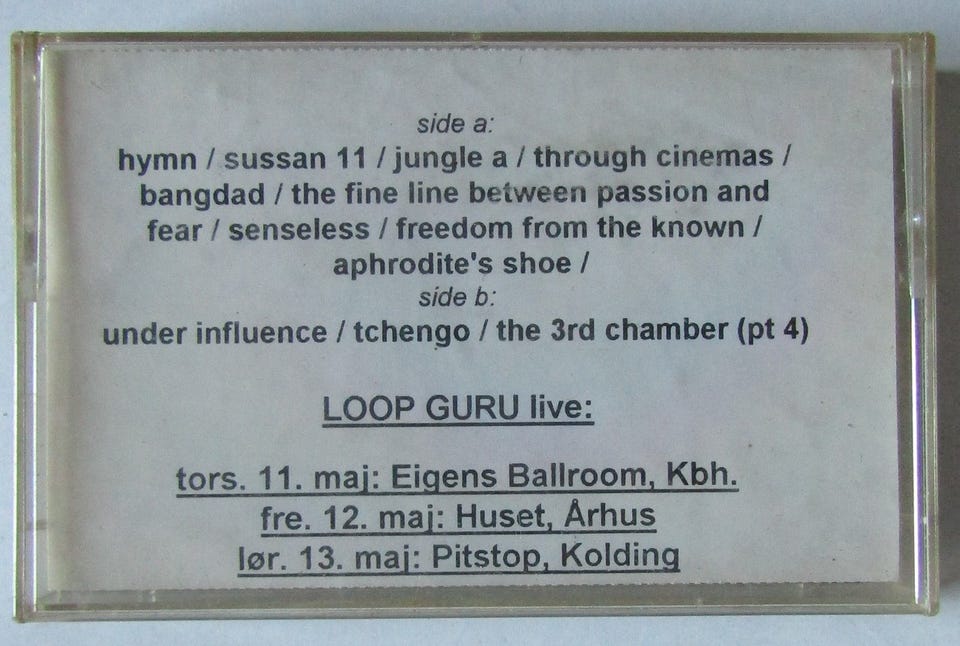 side a:
hymn / sussan 11 / jungle a / through cinemas /
bangdad / the fine line between passion and
fear / senseless / freedom from the known /
aphrodite's shoe /
side b:
under influence / tchengo / the 3rd chamber (pt 4)
LOOP GURU live:
tors. 11. maj: Eigens Ballroom, Kbh.
fre. 12. maj: Huset, Århus
lør. 13. maj: Pitstop, Kolding